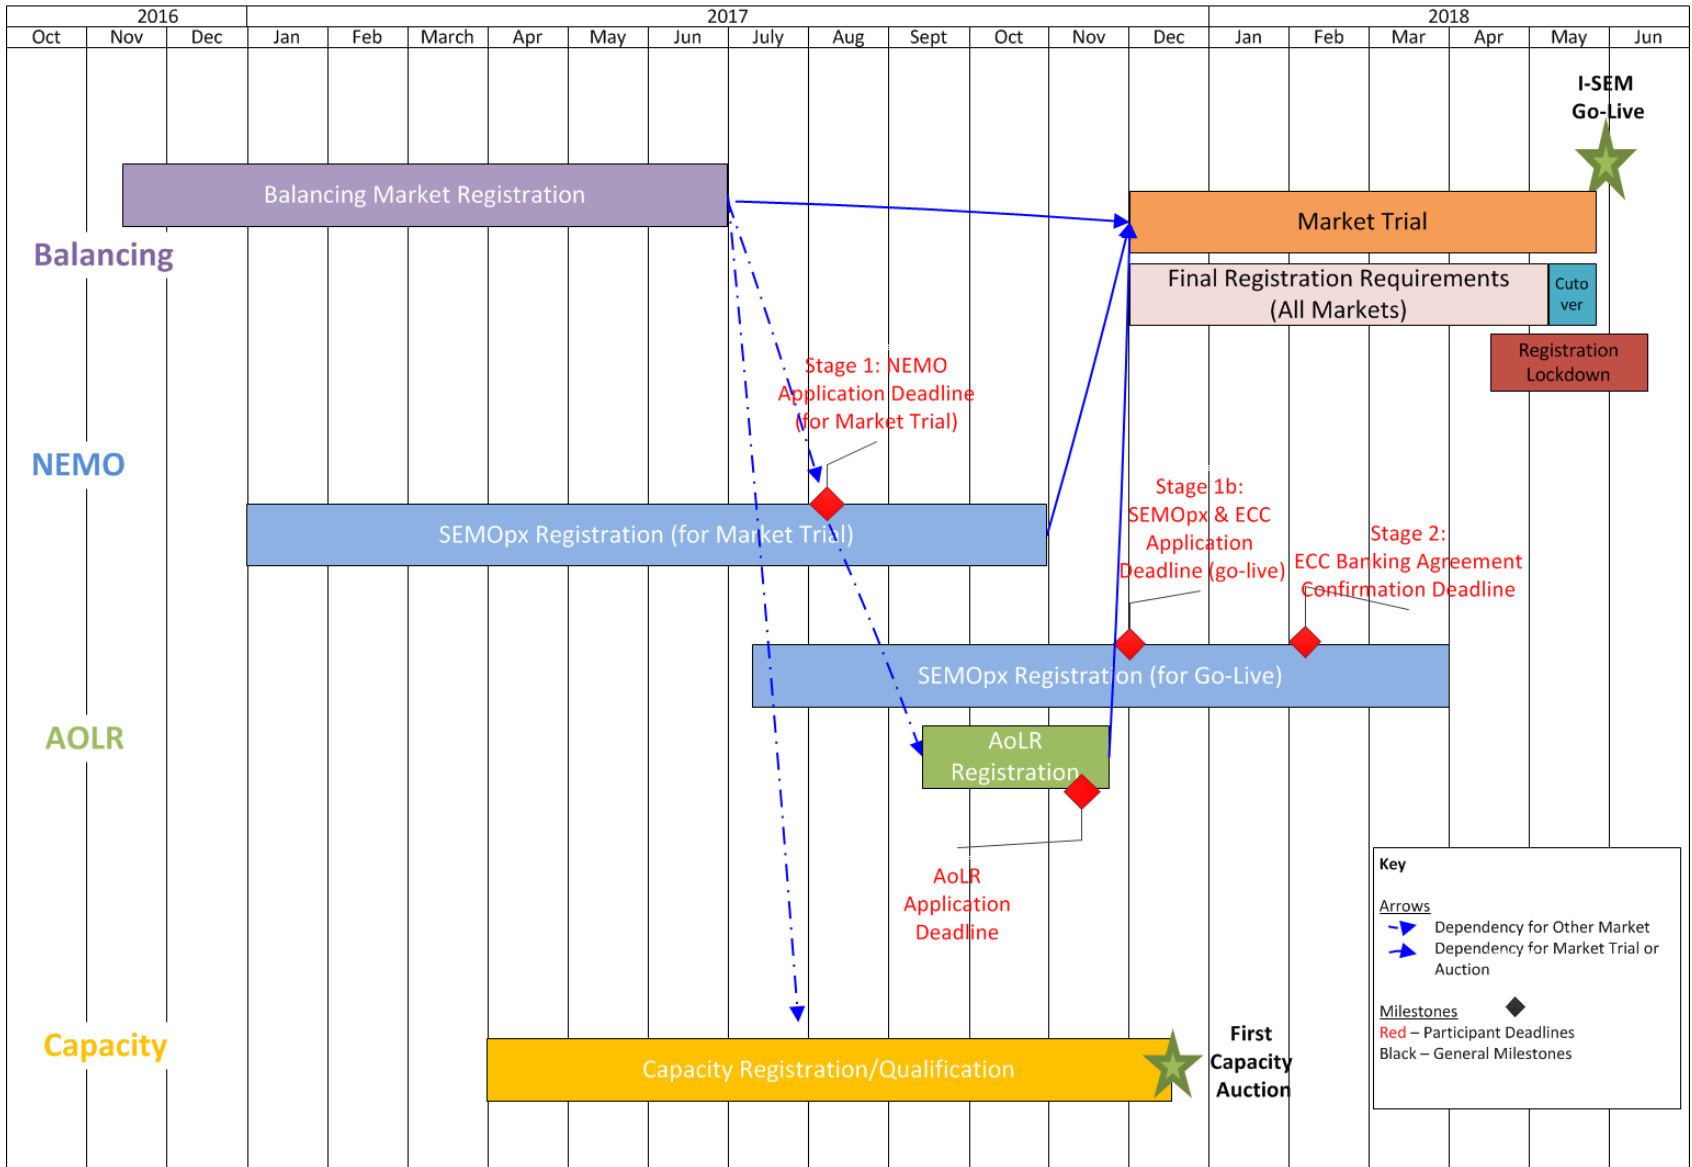 2016 2017 2018
Oct Nov Dec Jan Feb March Apr May Jun July Aug Sept Oct Nov Dec Jan Feb Mar Apr May Jun
I-SEM
Go-Live
Balancing Market Registration
Market Trial
Balancing
Final Registration Requirements
(All Markets)
Cuto
ver
Registration
Lockdown
Stage 1: NEMO
Application Deadline
(for Market Trial)
NEMO
SEMOpx Registration (for Market Trial)
Stage 1b:
SEMOpx & ECC
Application
Deadline (go-live)
Stage 2:
ECC Banking Agreement
Confirmation Deadline
SEMOpx Registration (for Go-Live)
AOLR
AoLR
Registration
AoLR
Application
Deadline
Key
Arrows
Dependency for Other Market
Dependency for Market Trial or
Auction
Milestones
Red – Participant Deadlines
Black – General Milestones
Capacity
Capacity Registration/Qualification
First
Capacity
Auction